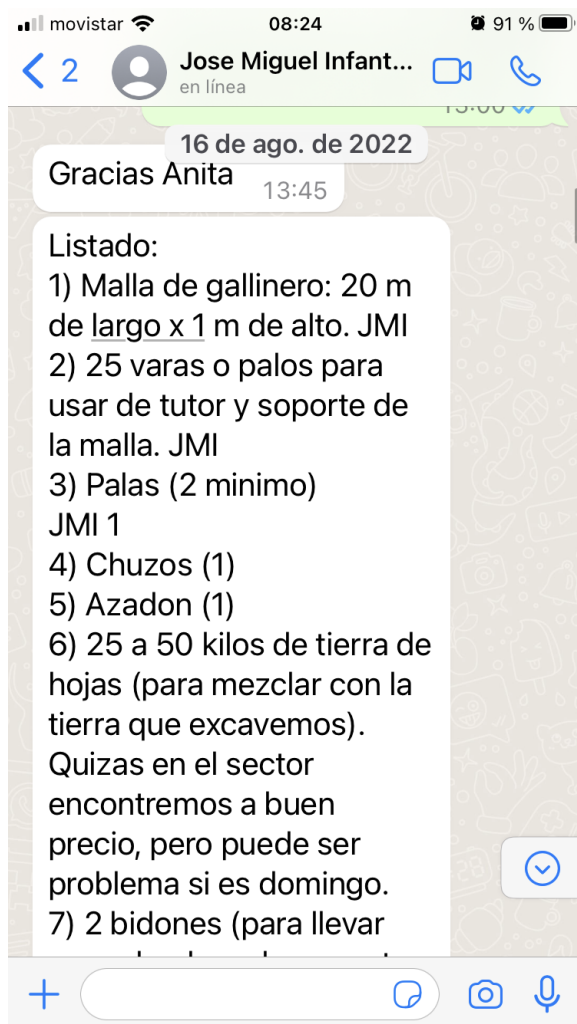 movistar 08:24 91 %
2 Jose Miguel Infant...
en línea
16 de ago. de 2022
Gracias Anita
13:45
Listado:
1) Malla de gallinero: 20 m
de largo x 1 m de alto. JMI
2) 25 varas o palos para
usar de tutor y soporte de
la malla. JMI
3) Palas (2 minimo)
JMI 1
4) Chuzos (1)
5) Azadon (1)
6) 25 a 50 kilos de tierra de
hojas (para mezclar con la
tierra que excavemos).
Quizas en el sector
encontremos a buen
precio, pero puede ser
problema si es domingo.
7) 2 bidones (para llevar